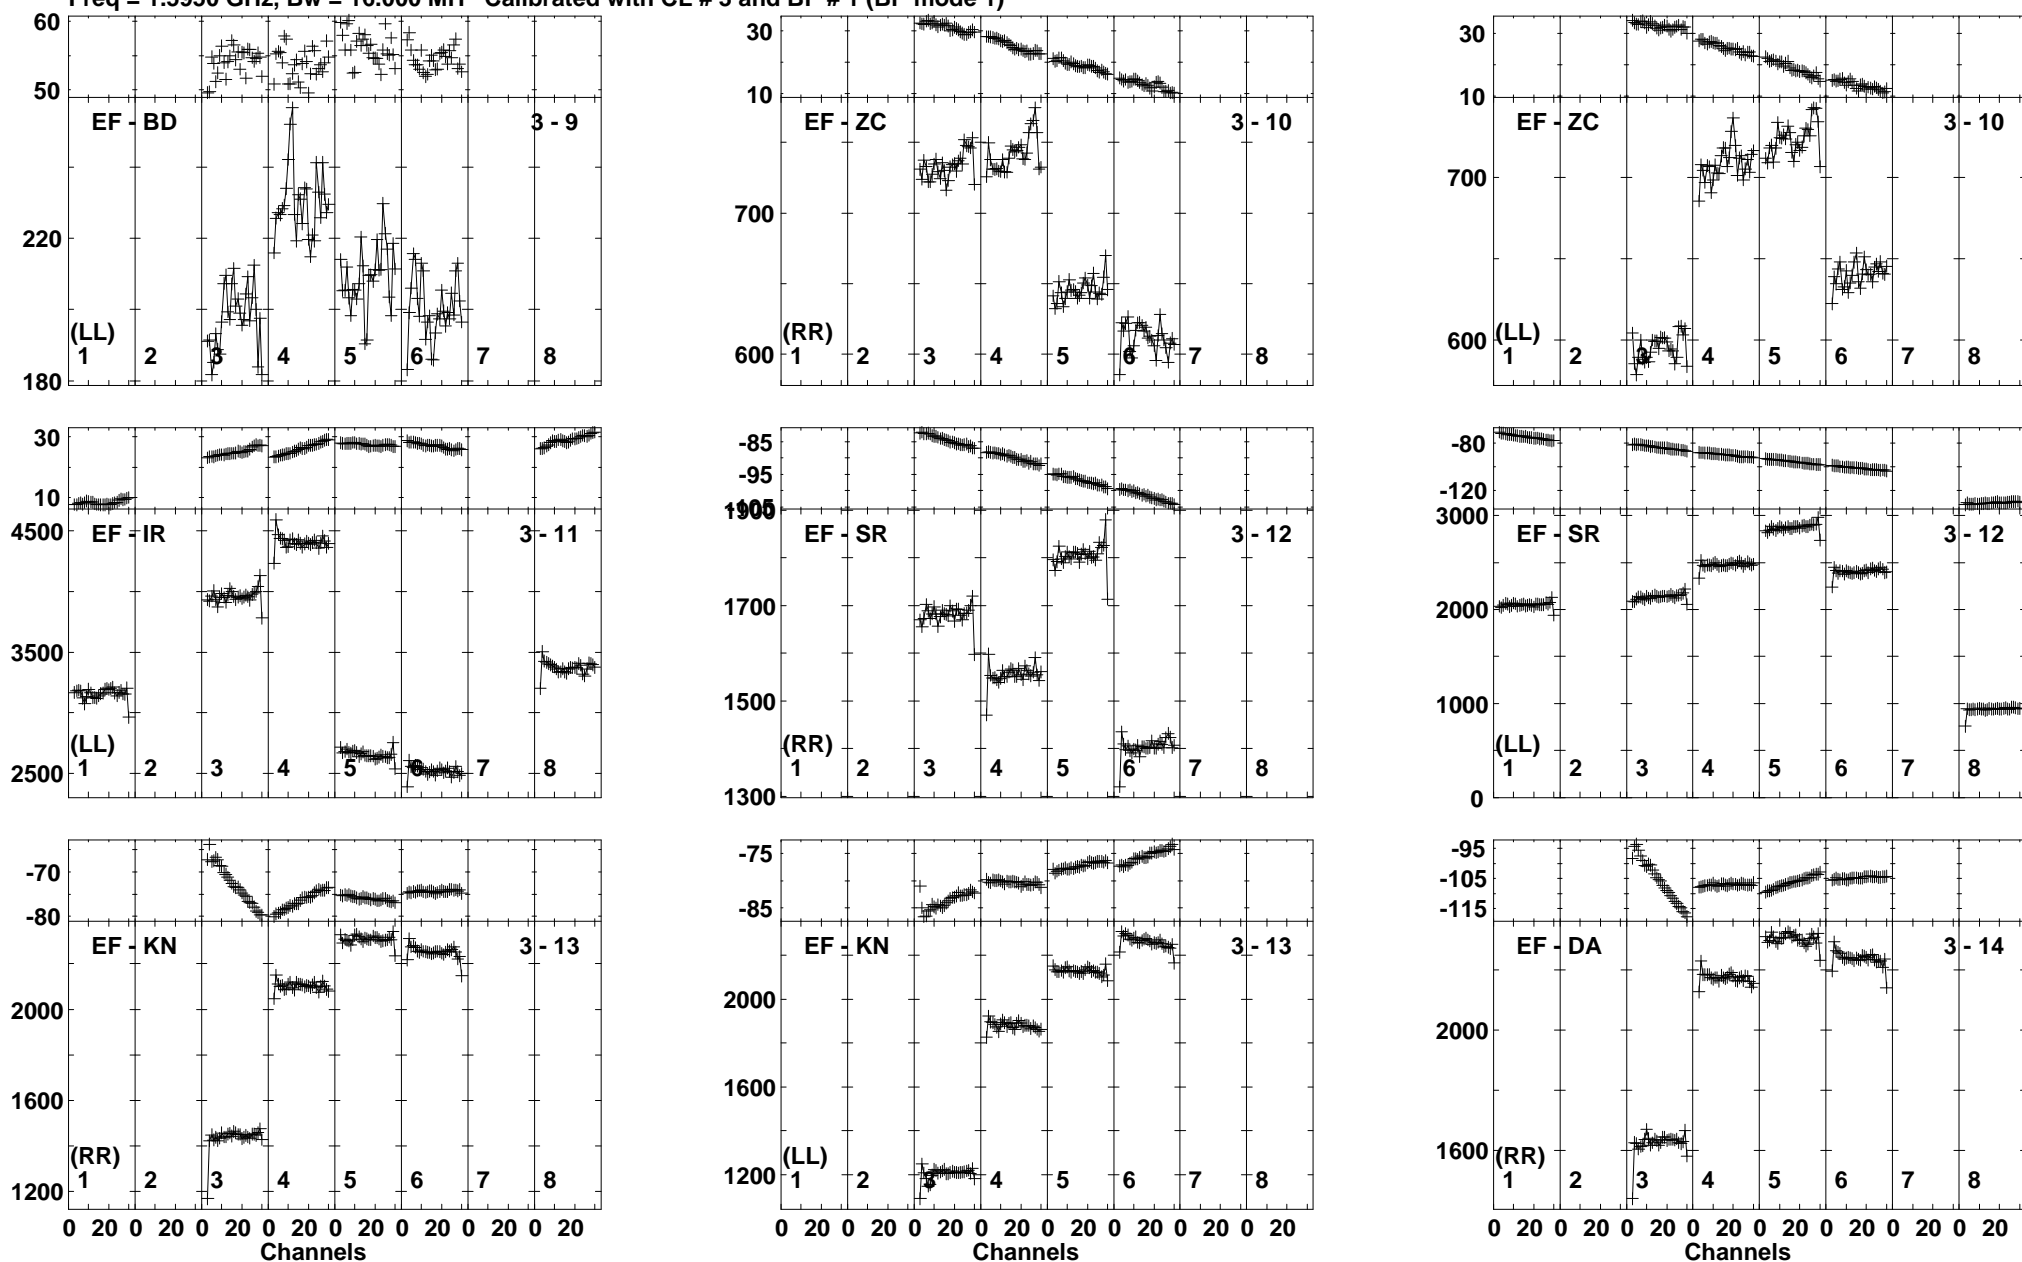 Freq = 1.5950 GHz, Bw = 16.000 MH Calibrated with CL # 3 and BP # 1 (BP mode 1)
60
50
EF - BD 3 - 9
220
180
(LL)
1 2 3 4 5 6 7 8
30
10
EF - ZC 3 - 10
700
600
(RR)
1 2 3 4 5 6 7 8
30
10
EF - ZC 3 - 10
700
600
(LL)
1 2 3 4 5 6 7 8
30
10
EF - IR 3 - 11
4500
3500
2500
(LL)
1 2 3 4 5 6 7 8
-85
-95
-105
EF - SR 3 - 12
1900
1700
1500
1300
(RR)
1 2 3 4 5 6 7 8
-80
-120
EF - SR 3 - 12
3000
2000
1000
0
(LL)
1 2 3 4 5 6 7 8
-70
-80
EF - KN 3 - 13
2000
1600
1200
(RR)
1 2 3 4 5 6 7 8
0 20 0 20 0 20 0 20 0 20 0 20 0 20 0 20
Channels
-75
-85
EF - KN 3 - 13
2000
1600
1200
(LL)
1 2 3 4 5 6 7 8
0 20 0 20 0 20 0 20 0 20 0 20 0 20 0 20
-95
-105
-115
EF - DA 3 - 14
2000
1600
(RR)
1 2 3 4 5 6 7 8
0 20 0 20 0 20 0 20 0 20 0 20 0 20 0 20
Channels